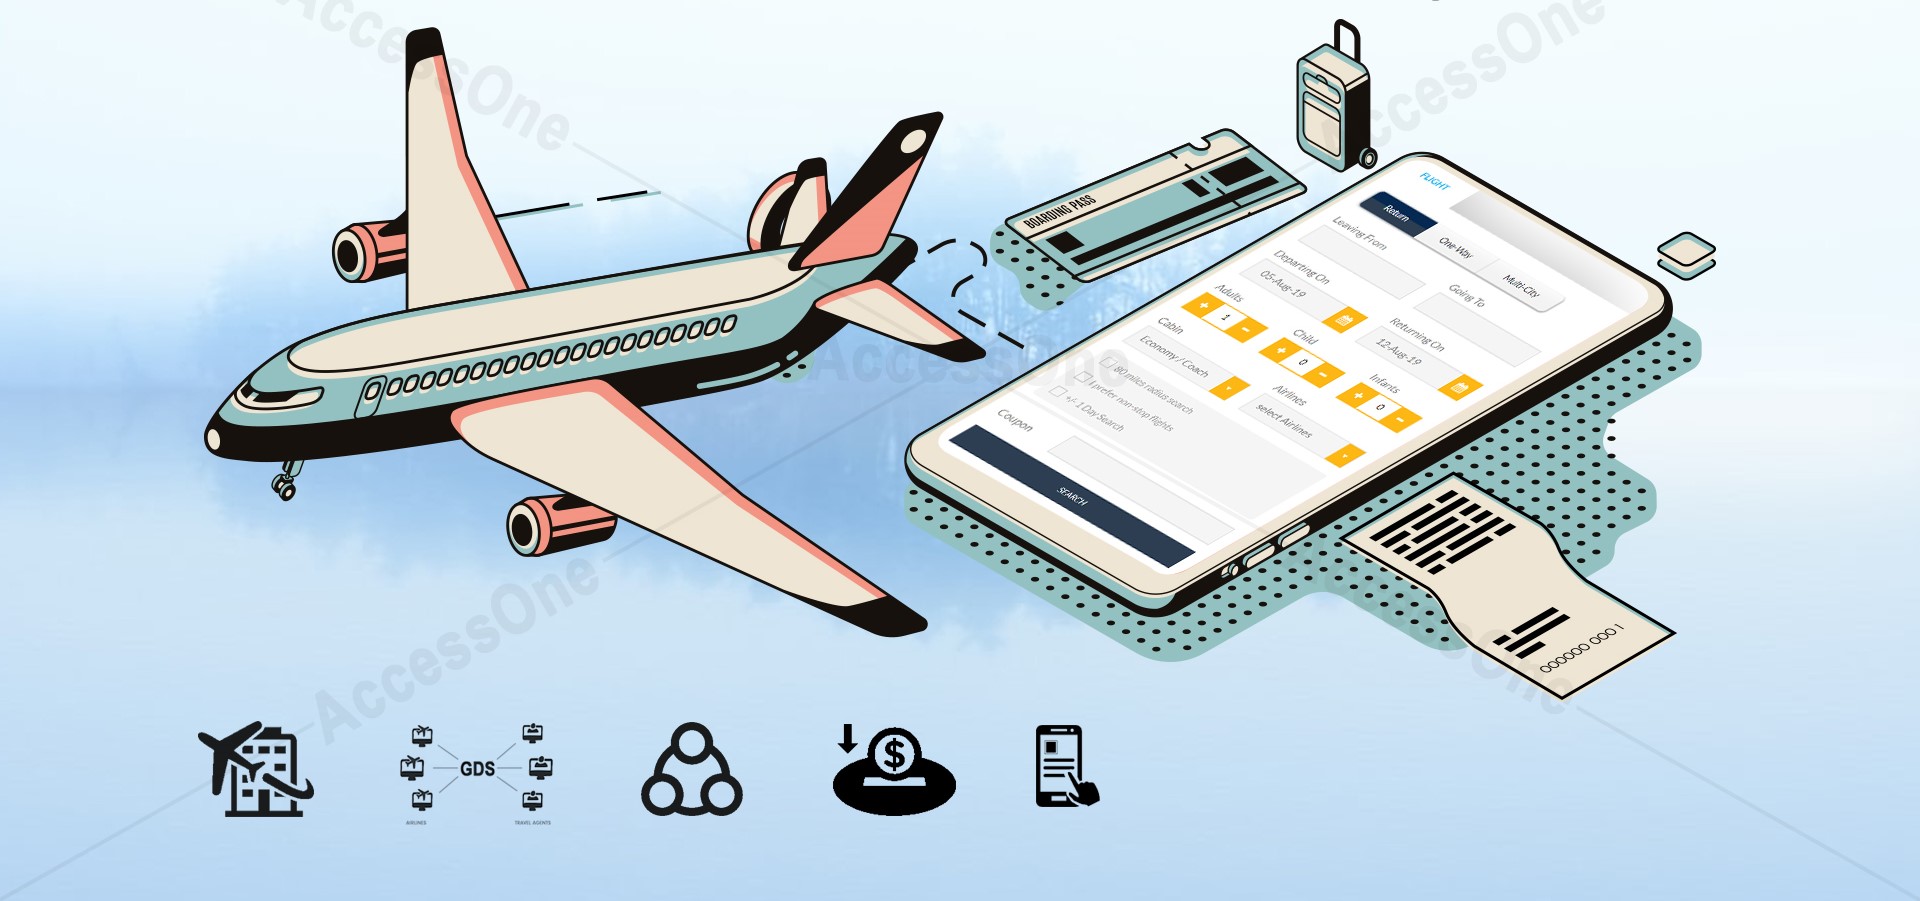 AccessOne
AccessOne
BOARDING PASS
FLIGHT
Return
One-Way
Multi-City
Leaving From
Going To
Departing On
05-Aug-19
Returning On
12-Aug-19
Adults
1
Child
0
Infants
0
Cabin
Economy / Coach
Airlines
select Airlines
80 miles radius search
I prefer non-stop flights
+/- 1 Day Search
Coupon
SEARCH
AccessOne
AccessOne
AccessOne
000000 000 1
GDS
AIRLINES
TRAVEL AGENTS
$